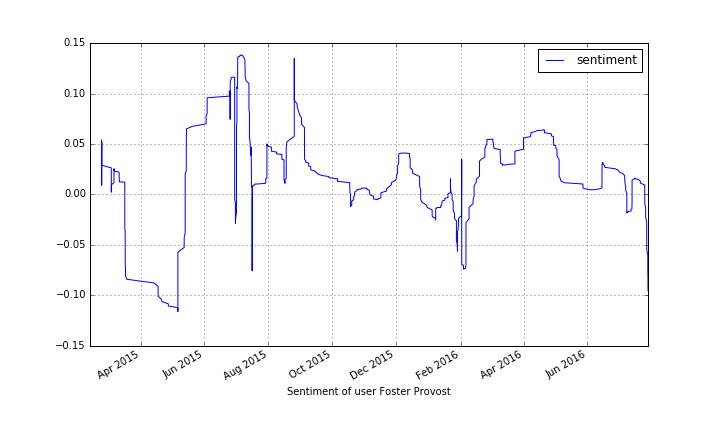 0.15
0.10
0.05
0.00
−0.05
−0.10
−0.15
sentiment
Apr 2015
Jun 2015
Aug 2015
Oct 2015
Dec 2015
Feb 2016
Apr 2016
Jun 2016
Sentiment of user Foster Provost